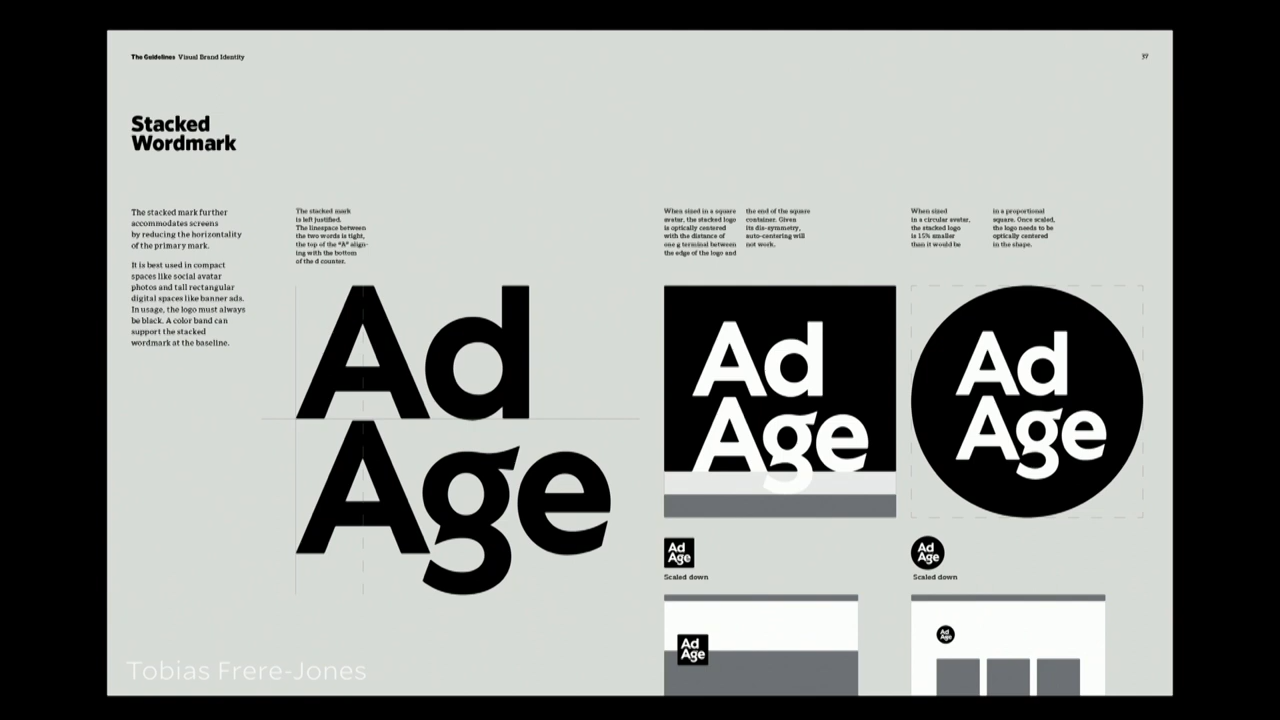 The Guidelines Visual Brand Identity
37
Stacked
Wordmark
The stacked mark further
accommodates screens
by reducing the horizontality
of the primary mark.
It is best used in compact
spaces like social avatar
photos and tall rectangular
digital spaces like banner ads.
In usage, the logo must always
be black. A color band can
support the stacked
wordmark at the baseline.
The stacked mark
is left justified.
The linespace between
the two words is tight,
the top of the "A" align-
ing with the bottom
of the d counter.
When sized in a square
avatar, the stacked logo
is optically centered
with the distance of
one g terminal between
the edge of the logo and
the end of the square
container. Given
its dis-symmetry,
auto-centering will
not work.
When sized
in a circular avatar,
the stacked logo
is 15% smaller
than it would be
in a proportional
square. Once scaled,
the logo needs to be
optically centered
in the shape.
Ad
Age
Ad
Age
Ad
Age
Ad
Age
Scaled down
Ad
Age
Scaled down
Ad
Age
Ad
Age
Tobias Frere-Jones